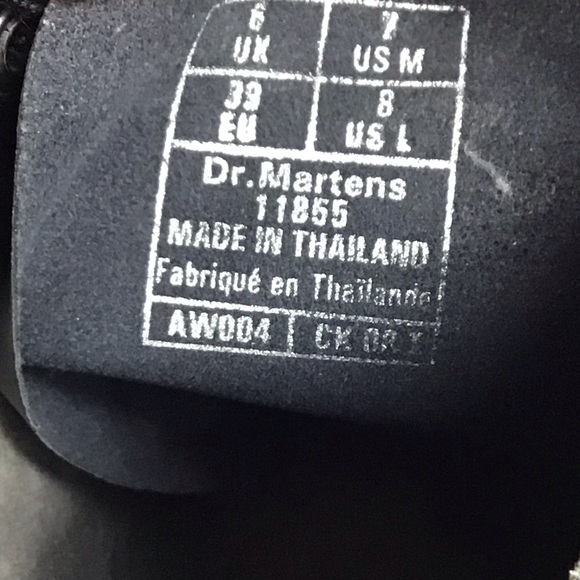 6 7
UK US M
39 8
EU US L
Dr.Martens
11855
MADE IN THAILAND
Fabriqué en Thaïlande
AW004